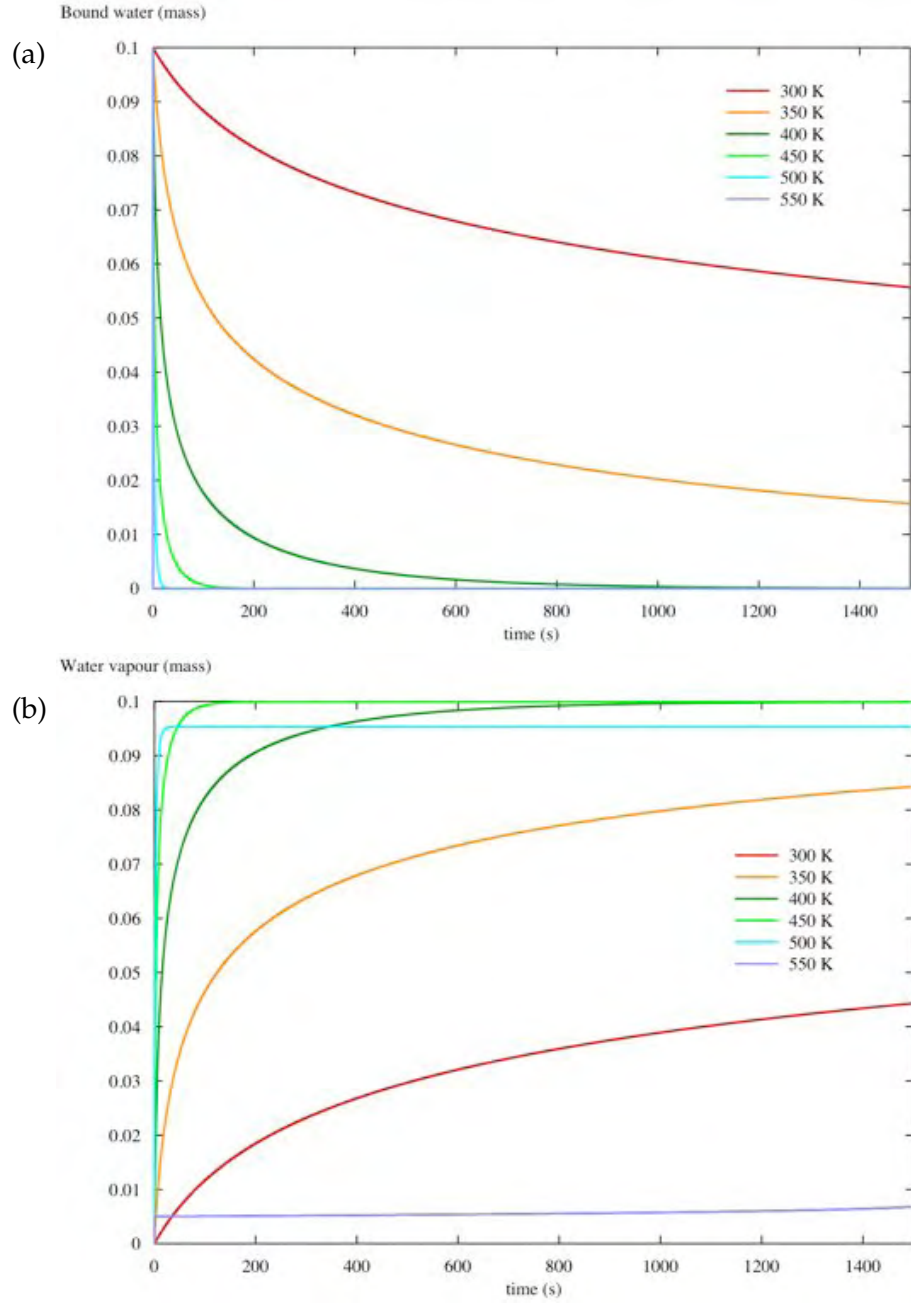 Bound water (mass)
(a)
0.1
0.09
0.08
0.07
0.06
0.05
0.04
0.03
0.02
0.01
0
300 K
350 K
400 K
450 K
500 K
550 K
0 200 400 600 800 1000 1200 1400
time (s)
Water vapour (mass)
(b)
0.1
0.09
0.08
0.07
0.06
0.05
0.04
0.03
0.02
0.01
0
300 K
350 K
400 K
450 K
500 K
550 K
0 200 400 600 800 1000 1200 1400
time (s)